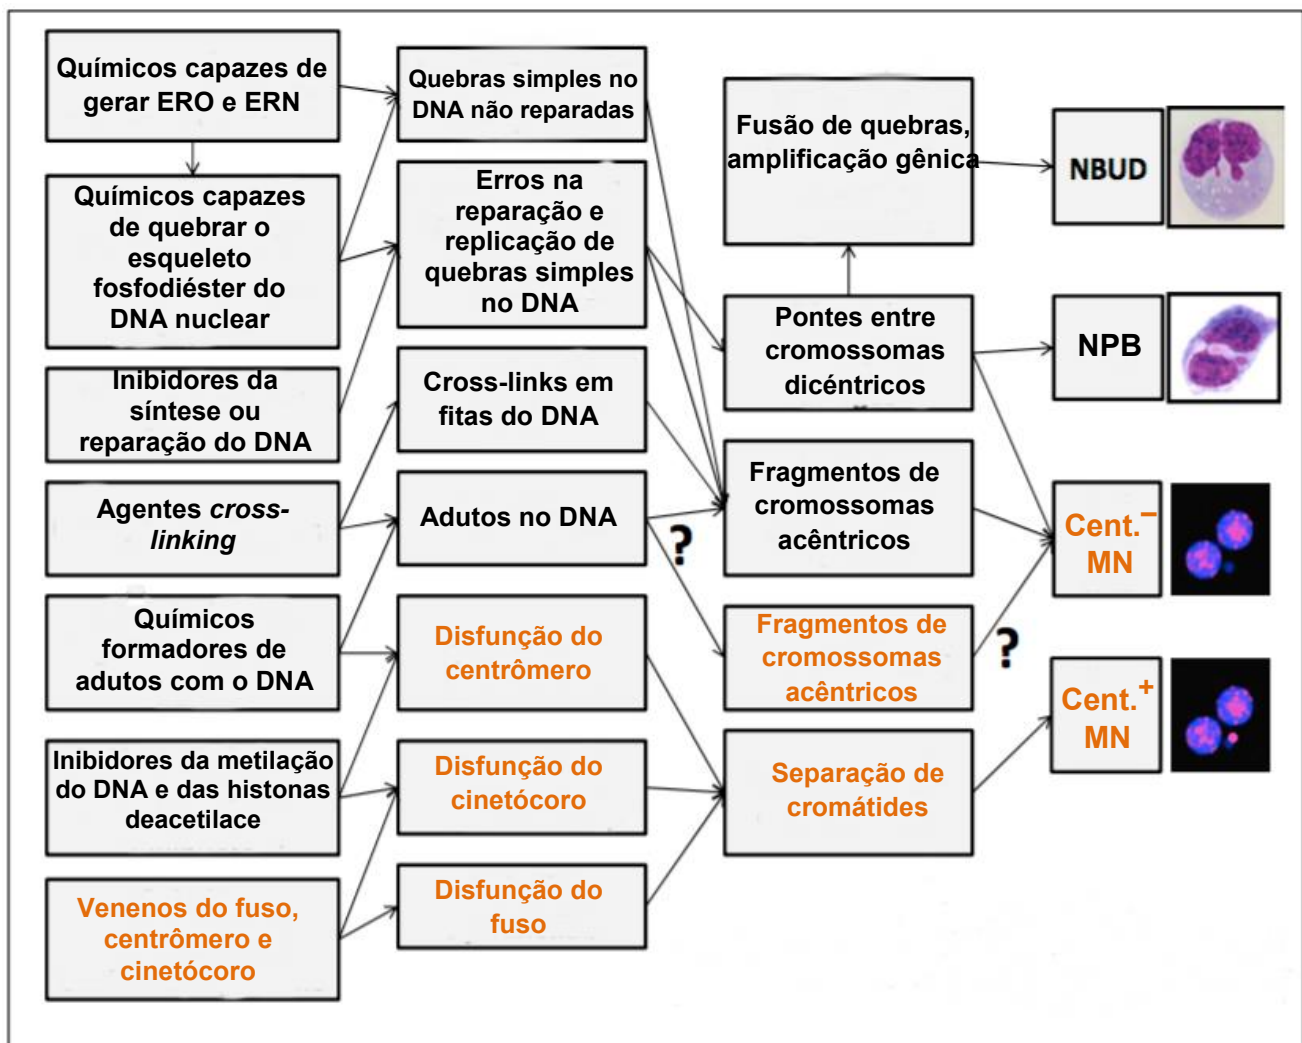 Químicos capazes de
gerar ERO e ERN
Químicos capazes
de quebrar o
esqueleto
fosfodiéster do
DNA nuclear
Inibidores da
síntese ou
reparação do DNA
Agentes cross-
linking
Químicos
formadores de
adutos com o DNA
Inibidores da metilação
do DNA e das histonas
deacetilace
Venenos do fuso,
centrômero e
cinetócoro
Quebras simples no
DNA não reparadas
Erros na
reparação e
replicação de
quebras simples
no DNA
Cross-links em
fitas do DNA
Adutos no DNA
?
Disfunção do
centrômero
Disfunção do
cinetócoro
Disfunção do
fuso
Fusão de quebras,
amplificação gênica
Pontes entre
cromossomas
dicéntricos
Fragmentos de
cromossomas
acêntricos
Fragmentos de
cromossomas
acêntricos
?
Separação de
cromátides
NBUD
NPB
Cent.⁻
MN
Cent.⁺
MN